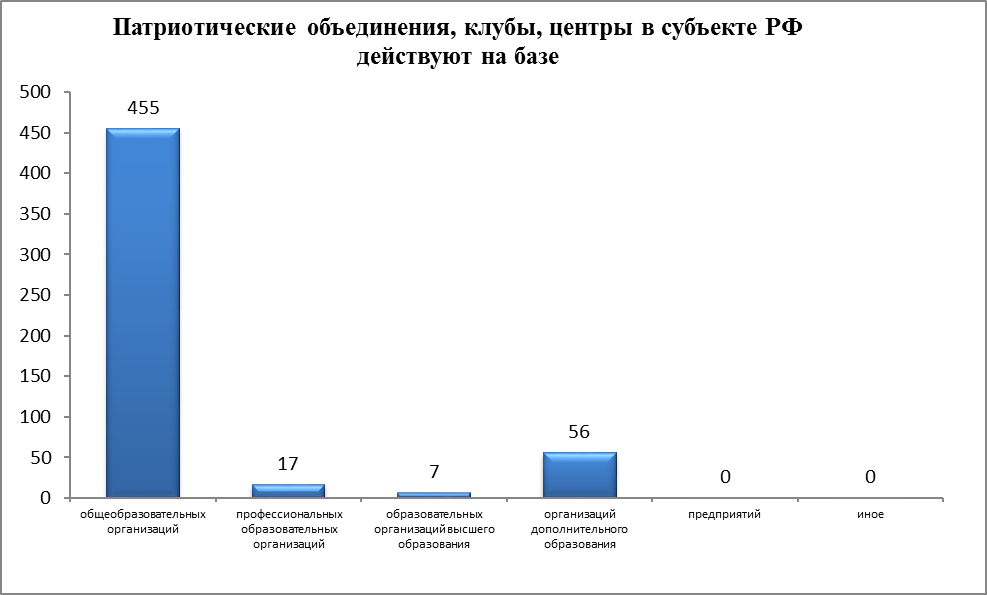 Патриотические объединения, клубы, центры в субъекте РФ
действуют на базе
500
450
400
350
300
250
200
150
100
50
0
455
17
7
56
0
0
общеобразовательных
организаций
профессиональных
образовательных
организаций
образовательных
организаций высшего
образования
организаций
дополнительного
образования
предприятий
иное